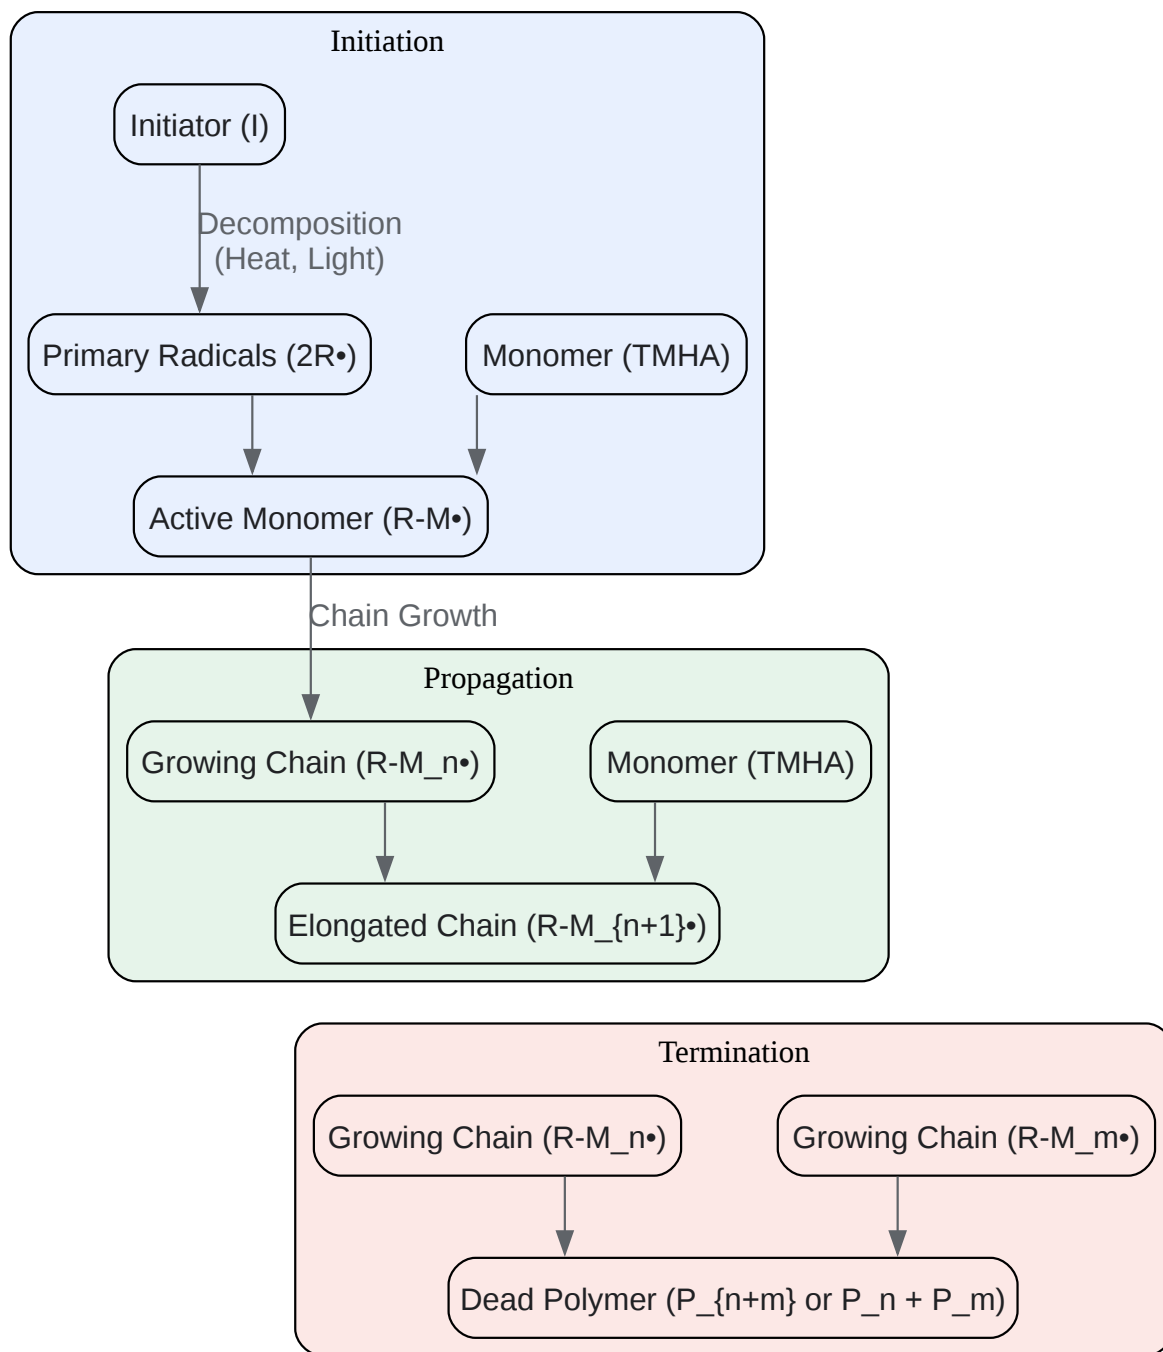 Initiation
Initiator (I)
Decomposition
(Heat, Light)
Primary Radicals (2R•)
Monomer (TMHA)
Active Monomer (R-M•)
Chain Growth
Propagation
Growing Chain (R-M_n•)
Monomer (TMHA)
Elongated Chain (R-M_{n+1}•)
Termination
Growing Chain (R-M_n•)
Growing Chain (R-M_m•)
Dead Polymer (P_{n+m} or P_n + P_m)